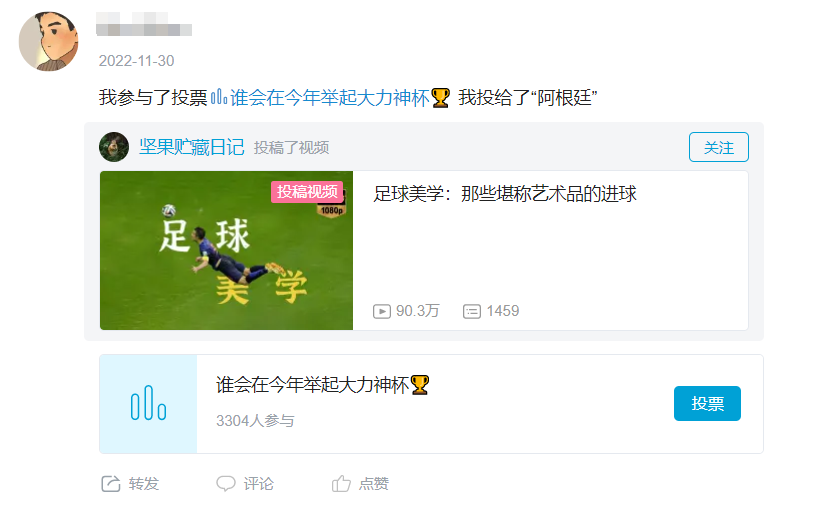 2022-11-30
我参与了投票谁会在今年举起大力神杯🏆 我投给了“阿根廷”
坚果贮藏日记 投稿了视频
关注
投稿视频
1080p
足球
美学
足球美学：那些堪称艺术品的进球
90.3万 1459
谁会在今年举起大力神杯🏆
3304人参与
投票
转发 评论 点赞